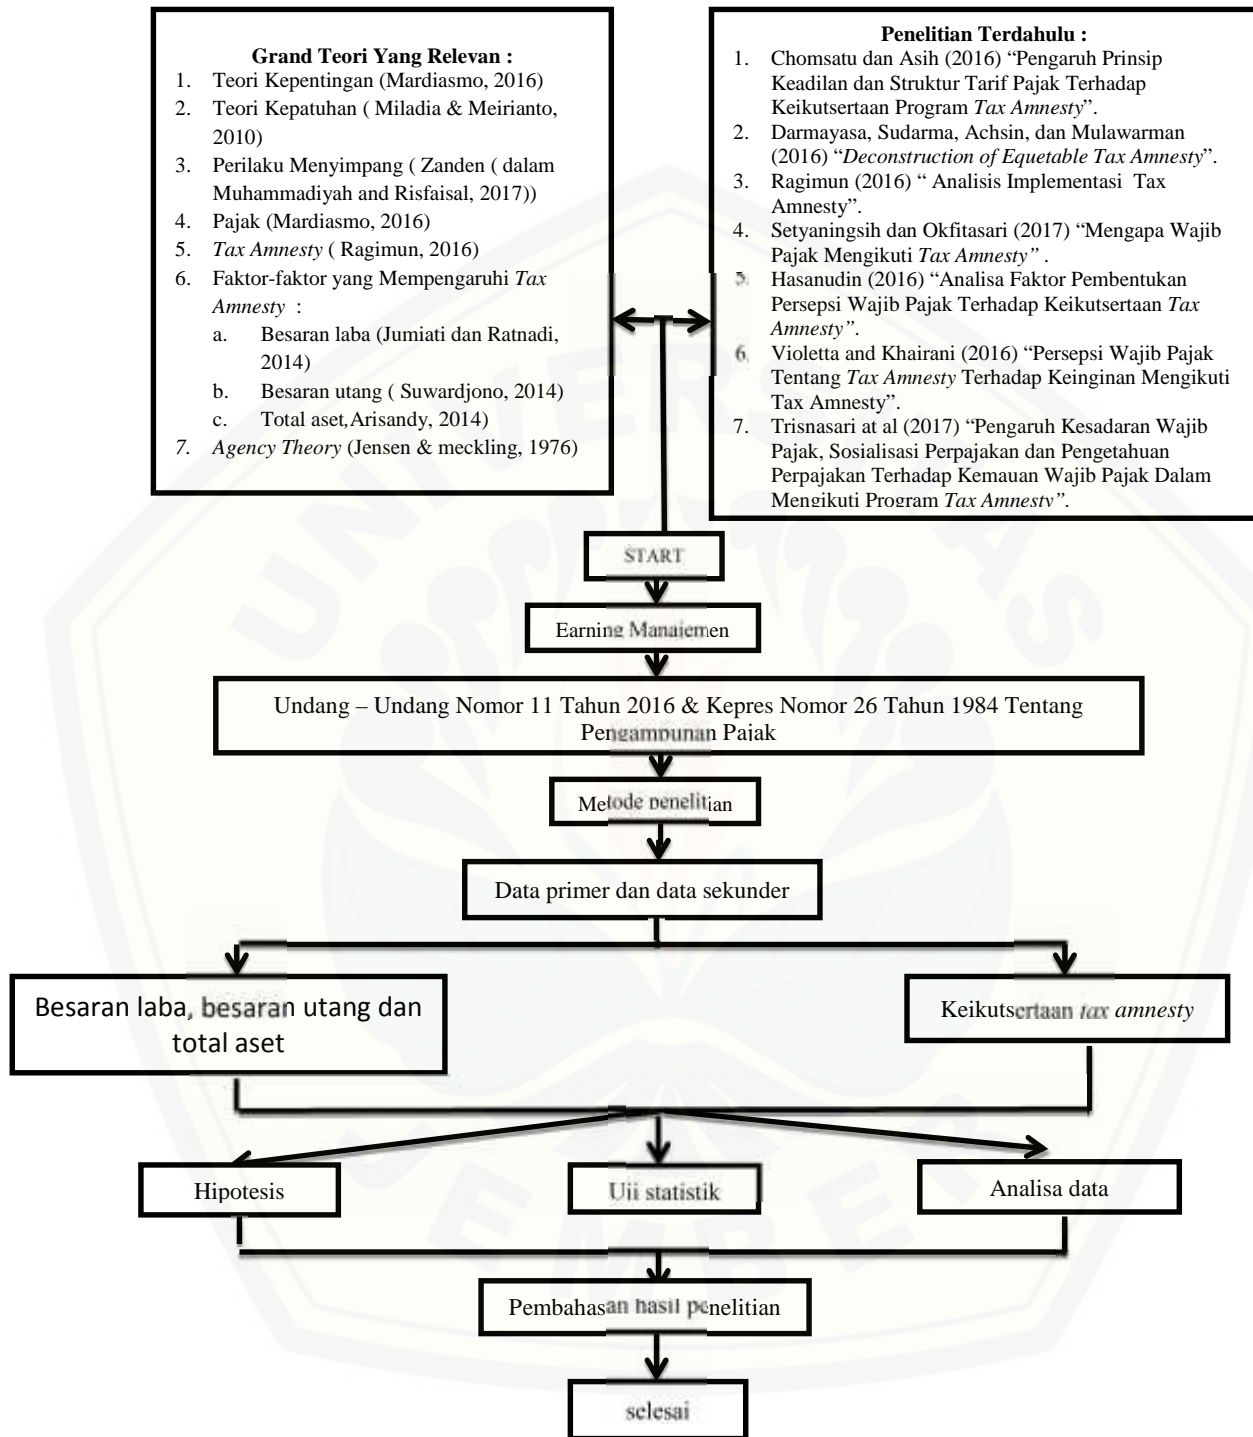 Grand Teori Yang Relevan :
1. Teori Kepentingan (Mardiasmo, 2016)
2. Teori Kepatuhan ( Miladia & Meirianto,
2010)
3. Perilaku Menyimpang ( Zanden ( dalam
Muhammadiyah and Risfaisal, 2017))
4. Pajak (Mardiasmo, 2016)
5. Tax Amnesty ( Ragimun, 2016)
6. Faktor-faktor yang Mempengaruhi Tax
Amnesty :
a. Besaran laba (Jumiati dan Ratnadi,
2014)
b. Besaran utang ( Suwardjono, 2014)
c. Total aset,Arisandy, 2014)
7. Agency Theory (Jensen & meckling, 1976)
Penelitian Terdahulu :
1. Chomsatu dan Asih (2016) “Pengaruh Prinsip
Keadilan dan Struktur Tarif Pajak Terhadap
Keikutsertaan Program Tax Amnesty”.
2. Darmayasa, Sudarma, Achsin, dan Mulawarman
(2016) “Deconstruction of Equetable Tax Amnesty”.
3. Ragimun (2016) “ Analisis Implementasi Tax
Amnesty”.
4. Setyaningsih dan Okfitasari (2017) “Mengapa Wajib
Pajak Mengikuti Tax Amnesty” .
5. Hasanudin (2016) “Analisa Faktor Pembentukan
Persepsi Wajib Pajak Terhadap Keikutsertaan Tax
Amnesty”.
6. Violetta and Khairani (2016) “Persepsi Wajib Pajak
Tentang Tax Amnesty Terhadap Keinginan Mengikuti
Tax Amnesty”.
7. Trisnasari at al (2017) “Pengaruh Kesadaran Wajib
Pajak, Sosialisasi Perpajakan dan Pengetahuan
Perpajakan Terhadap Kemauan Wajib Pajak Dalam
Mengikuti Program Tax Amnesty”.
START
Earning Manajemen
Undang – Undang Nomor 11 Tahun 2016 & Kepres Nomor 26 Tahun 1984 Tentang
Pengampunan Pajak
Metode penelitian
Data primer dan data sekunder
Besaran laba, besaran utang dan
total aset
Keikutsertaan tax amnesty
Hipotesis
Uji statistik
Analisa data
Pembahasan hasil penelitian
selesai
UNIVERSITAS
JEMBER